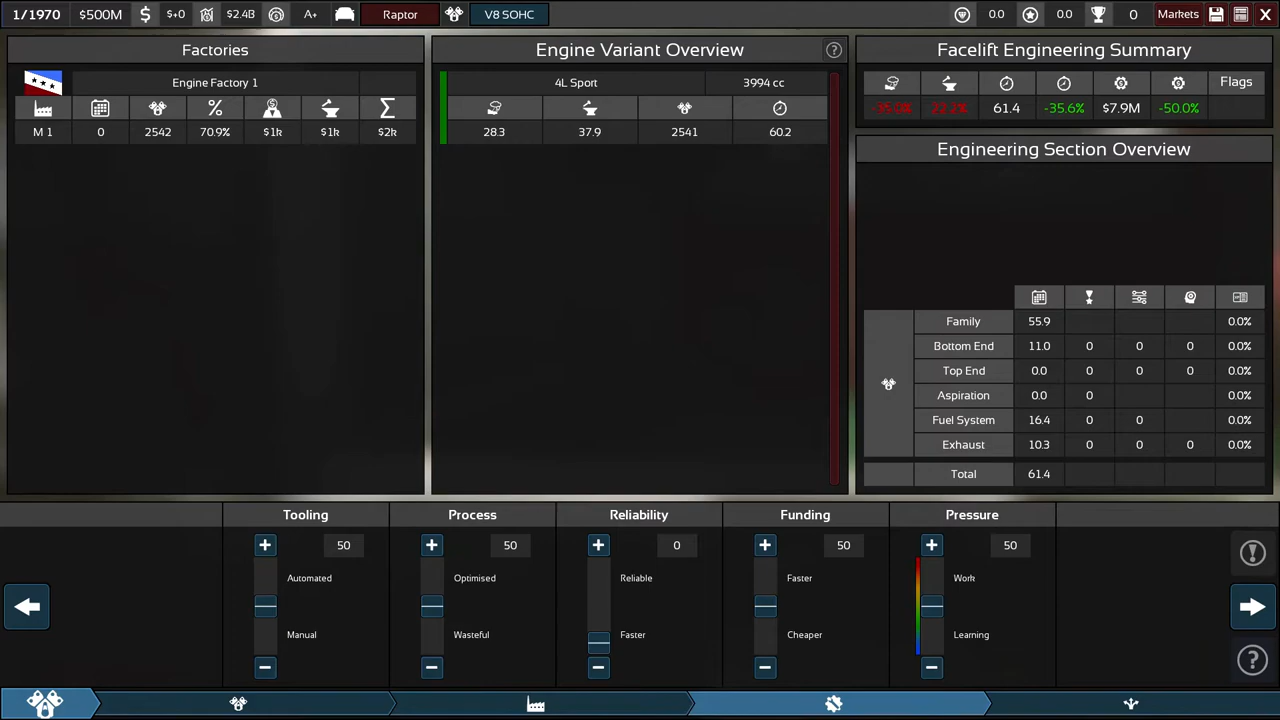 1/1970 $500M $+0 $2.4B A+ Raptor V8 SOHC 0.0 0.0 0 Markets
Factories
Engine Factory 1
M 1 0 2542 70.9% $1k $1k $2k
Engine Variant Overview
4L Sport 3994 cc
28.3 37.9 2541 60.2
Facelift Engineering Summary
Flags
-35.0% 22.2% 61.4 -35.6% $7.9M -50.0%
Engineering Section Overview
Family 55.9 0.0%
Bottom End 11.0 0 0 0 0.0%
Top End 0.0 0 0 0 0.0%
Aspiration 0.0 0 0.0%
Fuel System 16.4 0 0 0.0%
Exhaust 10.3 0 0 0 0.0%
Total 61.4
Tooling Process Reliability Funding Pressure
50 50 0 50 50
Automated Optimised Reliable Faster Work
Manual Wasteful Faster Cheaper Learning